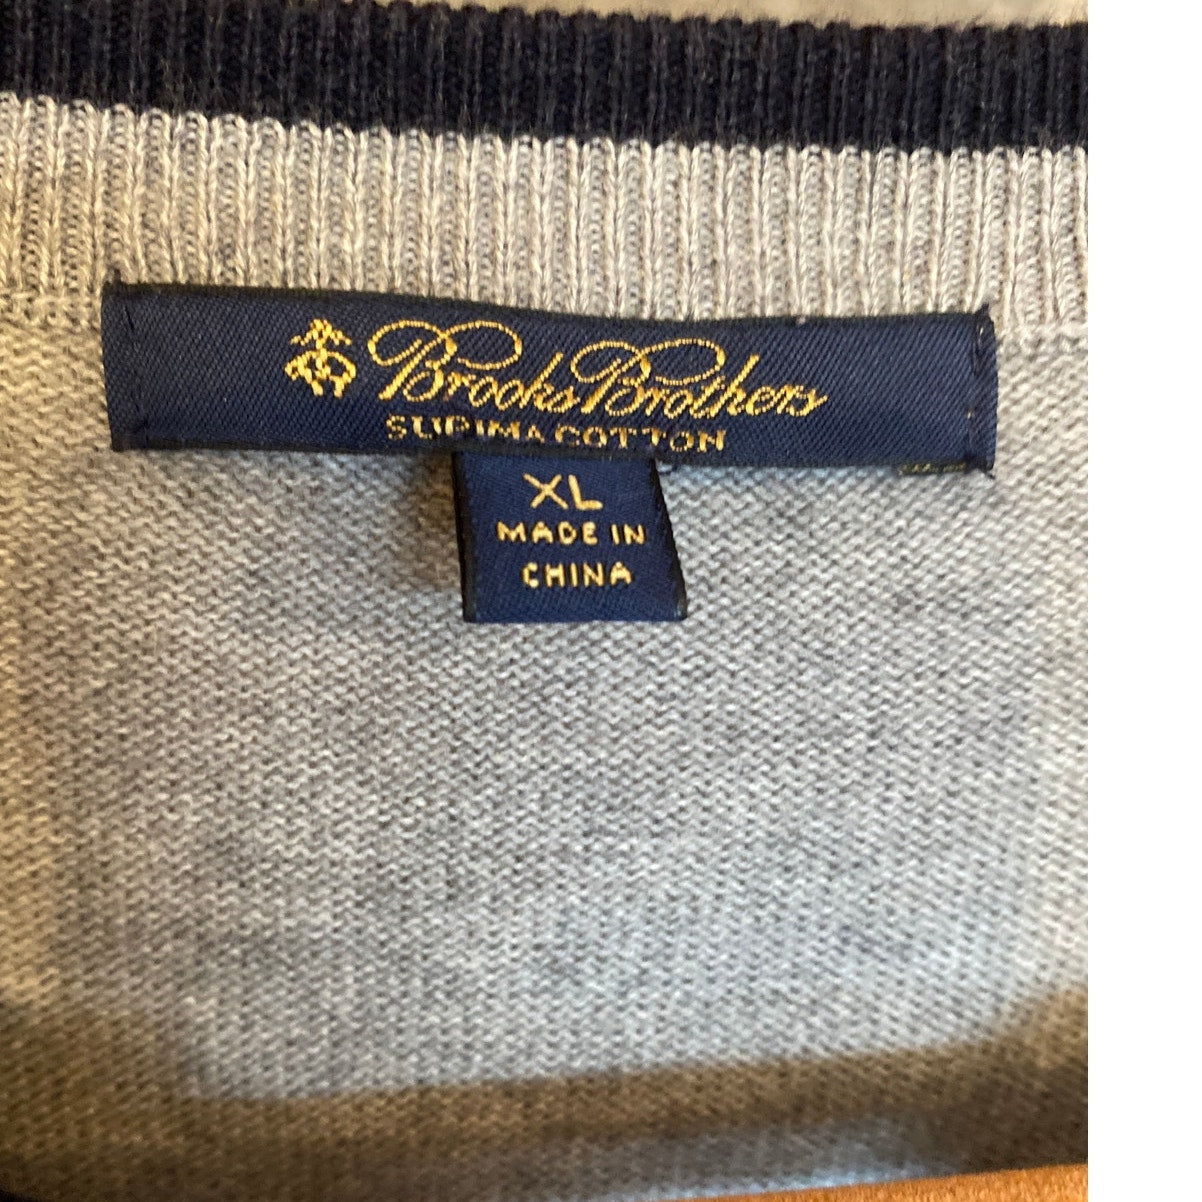 Brooks Brothers
SUPIMA COTTON
XL
MADE IN
CHINA